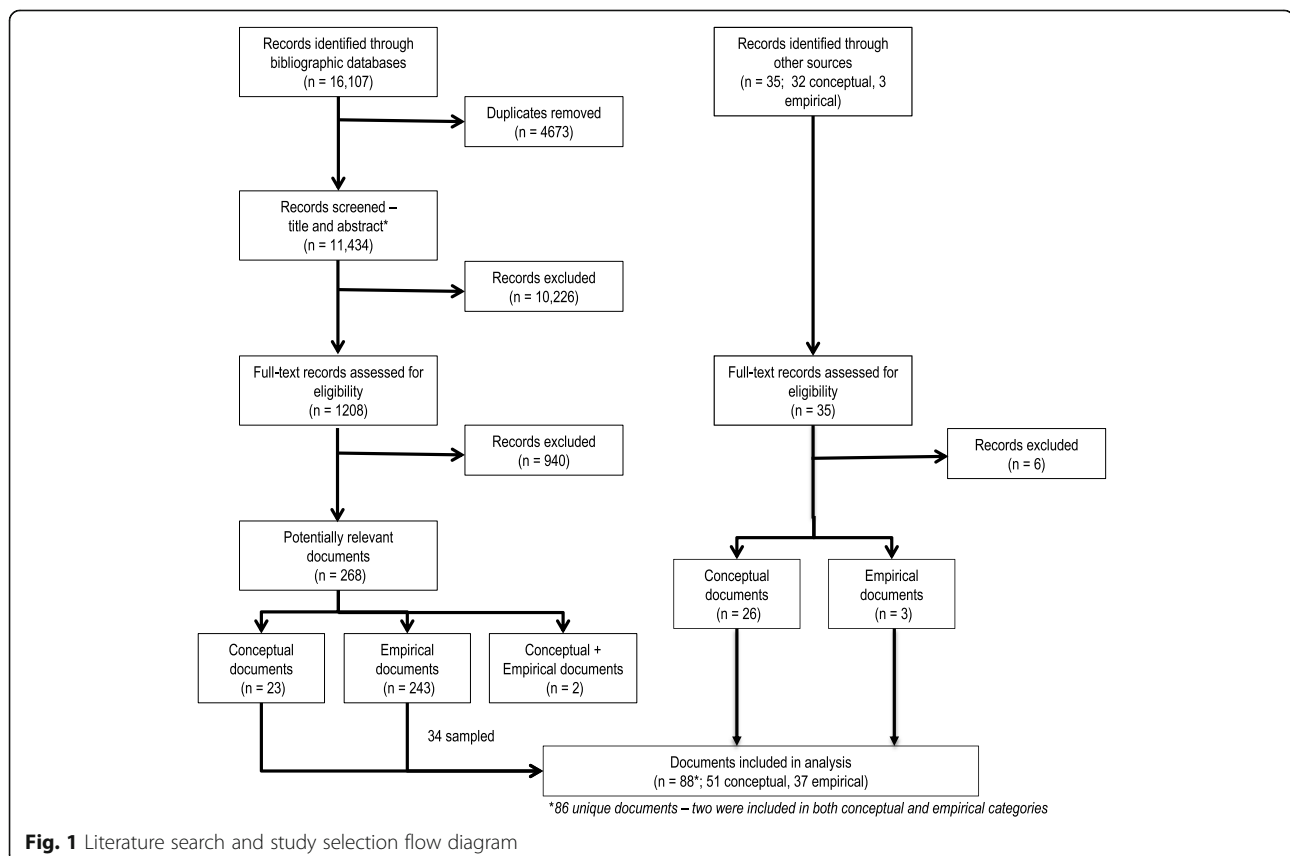 Records identified through
bibliographic databases
(n = 16,107)
Records identified through
other sources
(n = 35; 32 conceptual, 3
empirical)
Duplicates removed
(n = 4673)
Records screened –
title and abstract*
(n = 11,434)
Records excluded
(n = 10,226)
Full-text records assessed for
eligibility
(n = 1208)
Full-text records assessed for
eligibility
(n = 35)
Records excluded
(n = 940)
Records excluded
(n = 6)
Potentially relevant
documents
(n = 268)
Conceptual
documents
(n = 26)
Empirical
documents
(n = 3)
Conceptual
documents
(n = 23)
Empirical
documents
(n = 243)
Conceptual +
Empirical documents
(n = 2)
34 sampled
Documents included in analysis
(n = 88*; 51 conceptual, 37 empirical)
*86 unique documents – two were included in both conceptual and empirical categories
Fig. 1 Literature search and study selection flow diagram